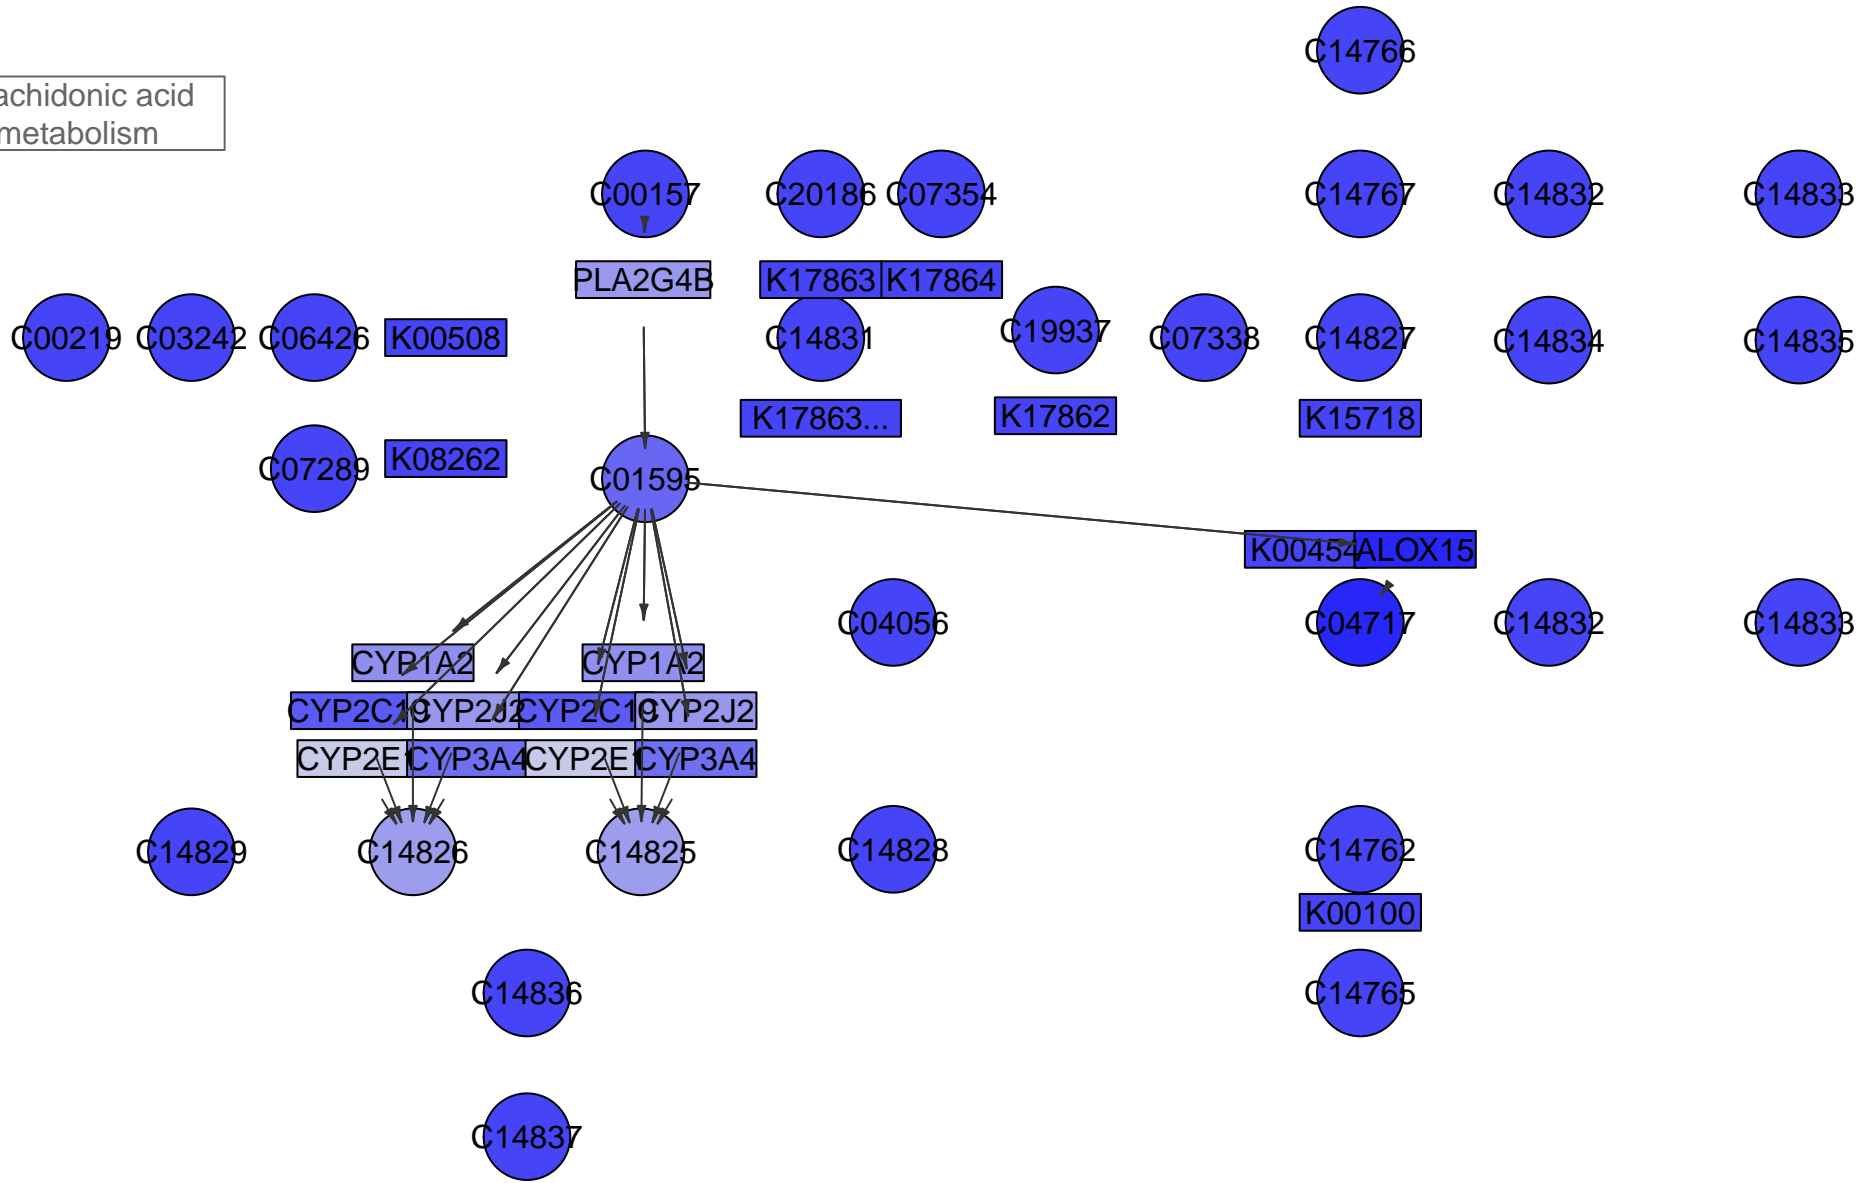 C14766
achidonic acid
metabolism
C00157
C20186
C07354
C14767
C14832
C14833
PLA2G4B
K17863
K17864
C00219
C03242
C06426
K00508
C14831
C19937
C07338
C14827
C14834
C14835
K17863...
K17862
K15718
C07289
K08262
C01595
K00454
ALOX15
C04056
C04717
C14832
C14833
CYP1A2
CYP1A2
CYP2C19
CYP2J2
CYP2C19
CYP2J2
CYP2E1
CYP3A4
CYP2E1
CYP3A4
C14829
C14826
C14825
C14828
C14762
K00100
C14836
C14765
C14837